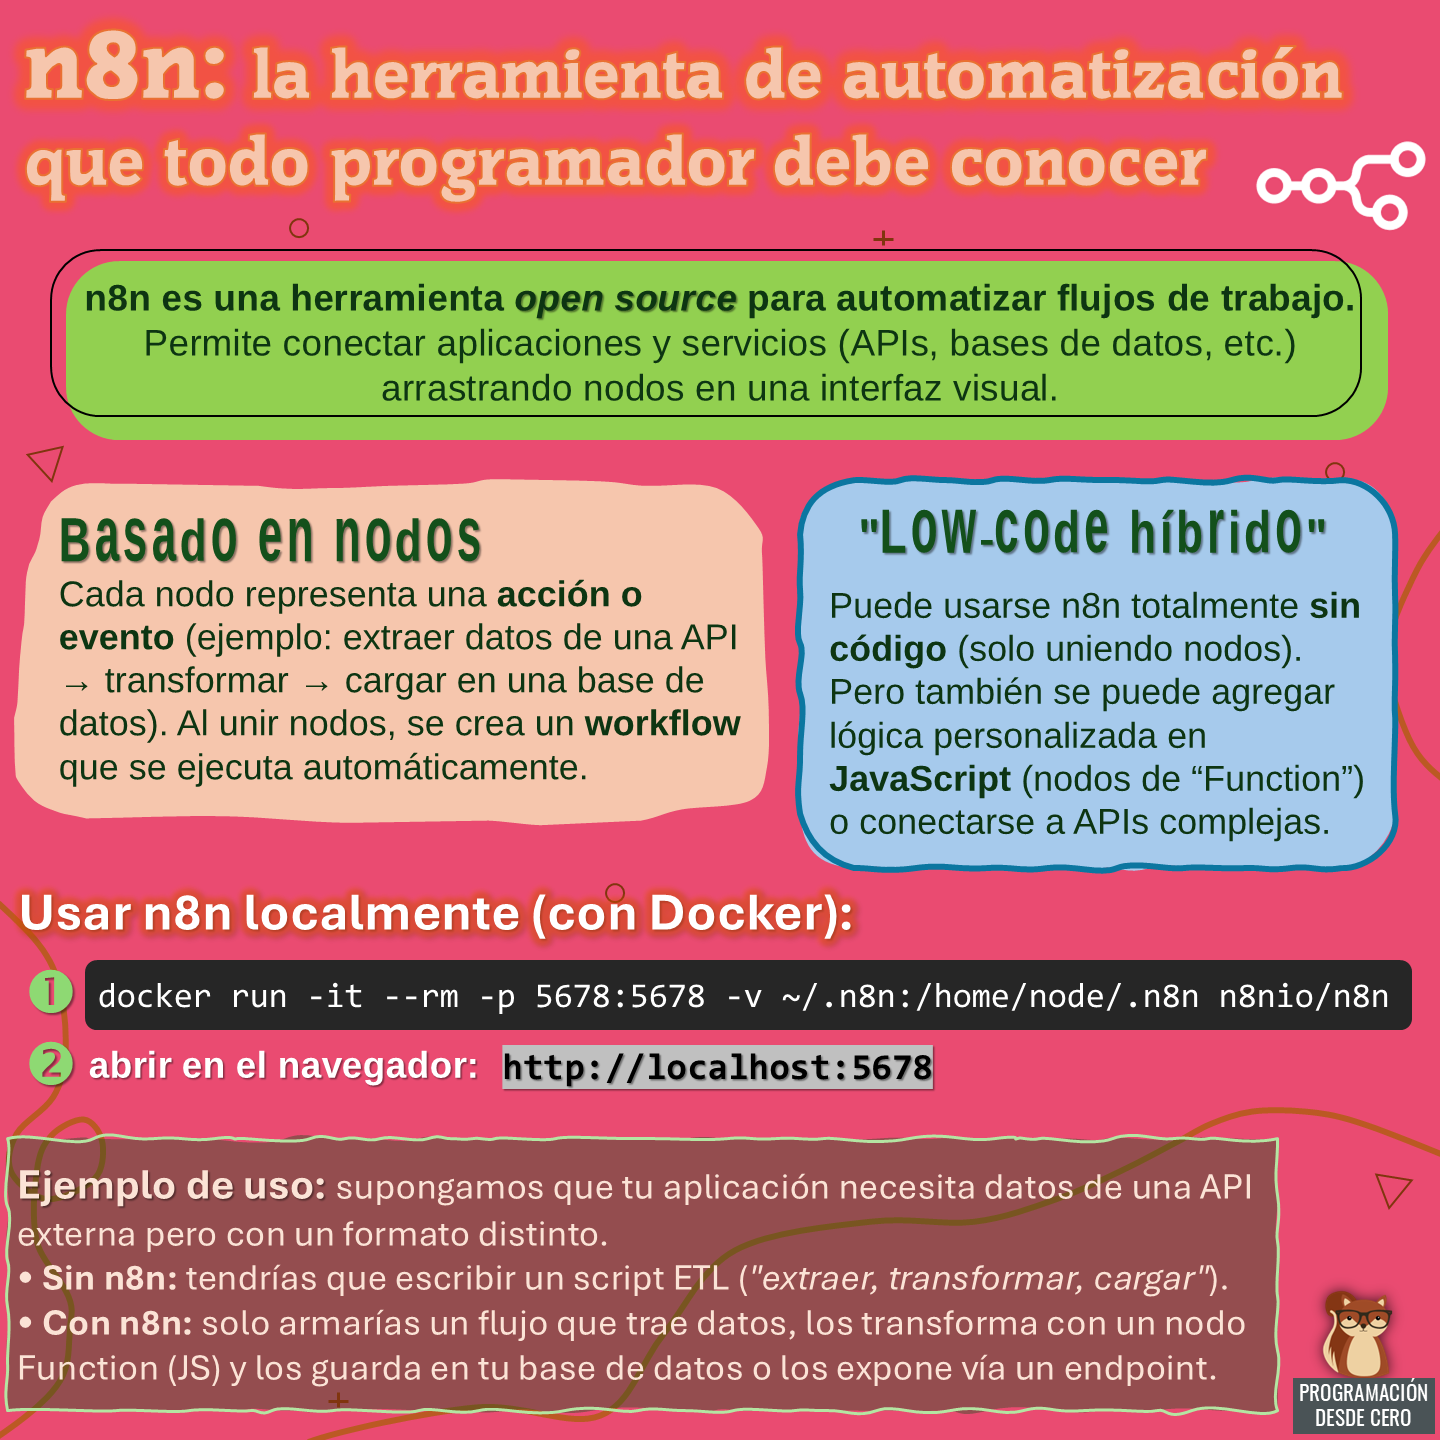 n8n: la herramienta de automatización
que todo programador debe conocer
n8n es una herramienta open source para automatizar flujos de trabajo.
Permite conectar aplicaciones y servicios (APIs, bases de datos, etc.)
arrastrando nodos en una interfaz visual.
Basado en nodos
Cada nodo representa una acción o
evento (ejemplo: extraer datos de una API
→ transformar → cargar en una base de
datos). Al unir nodos, se crea un workflow
que se ejecuta automáticamente.
"Low-code híbrido"
Puede usarse n8n totalmente sin
código (solo uniendo nodos).
Pero también se puede agregar
lógica personalizada en
JavaScript (nodos de “Function”)
o conectarse a APIs complejas.
Usar n8n localmente (con Docker):
1 docker run -it --rm -p 5678:5678 -v ~/.n8n:/home/node/.n8n n8nio/n8n
2 abrir en el navegador: http://localhost:5678
Ejemplo de uso: supongamos que tu aplicación necesita datos de una API
externa pero con un formato distinto.
• Sin n8n: tendrías que escribir un script ETL ("extraer, transformar, cargar").
• Con n8n: solo armarías un flujo que trae datos, los transforma con un nodo
Function (JS) y los guarda en tu base de datos o los expone vía un endpoint.
PROGRAMACIÓN
DESDE CERO